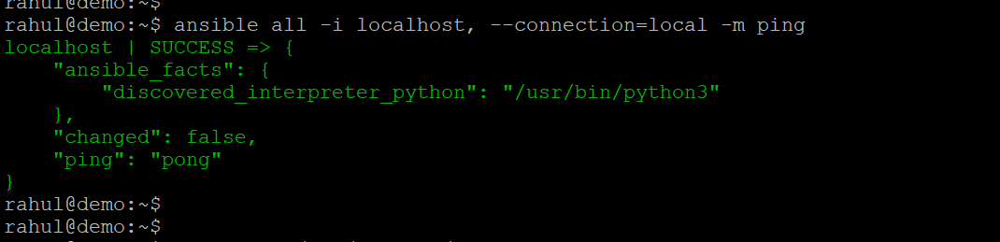 rahul@demo:~$
rahul@demo:~$ ansible all -i localhost, --connection=local -m ping
localhost | SUCCESS => {
    "ansible_facts": {
        "discovered_interpreter_python": "/usr/bin/python3"
    },
    "changed": false,
    "ping": "pong"
}
rahul@demo:~$
rahul@demo:~$